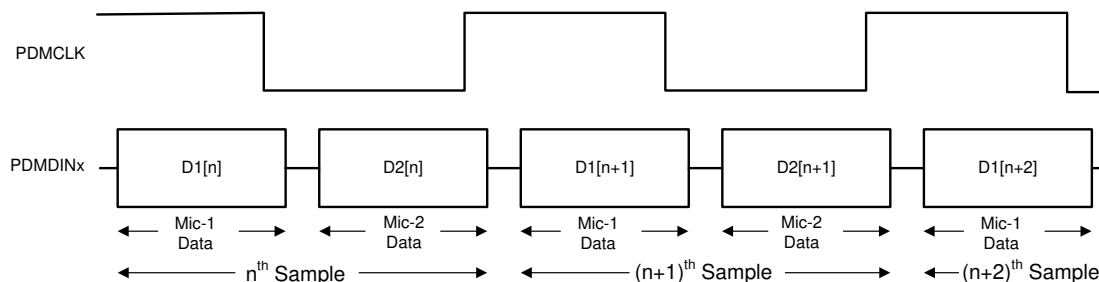 PDMCLK
PDMDINx
D1[n] D2[n] D1[n+1] D2[n+1] D1[n+2]
Mic-1 Data Mic-2 Data Mic-1 Data Mic-2 Data Mic-1 Data
nth Sample (n+1)th Sample (n+2)th Sample